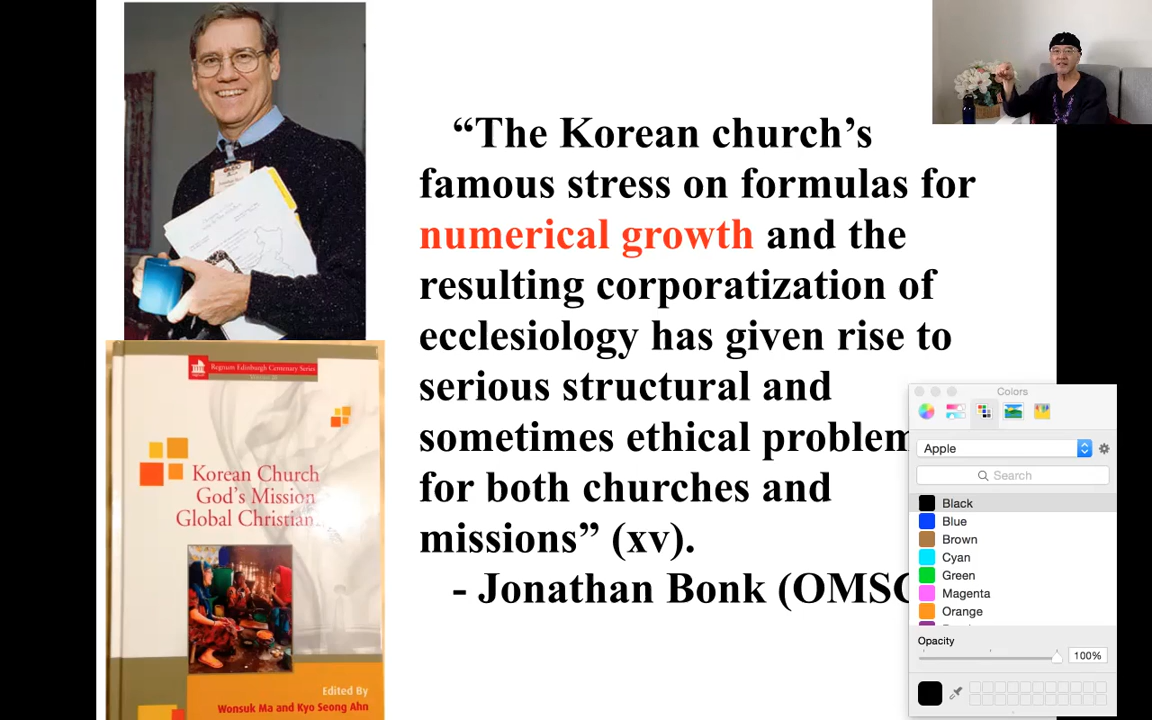 “The Korean church’s
famous stress on formulas for
numerical growth and the
resulting corporatization of
ecclesiology has given rise to
serious structural and
sometimes ethical problem
for both churches and
missions” (xv).
- Jonathan Bonk (OMSC
Regnum Edinburgh Centenary Series
Korean Church
God’s Mission
Global Christian
Edited By
Wonsuk Ma and Kyo Seong Ahn
Colors
Apple
Search
Black
Blue
Brown
Cyan
Green
Magenta
Orange
Opacity
100%